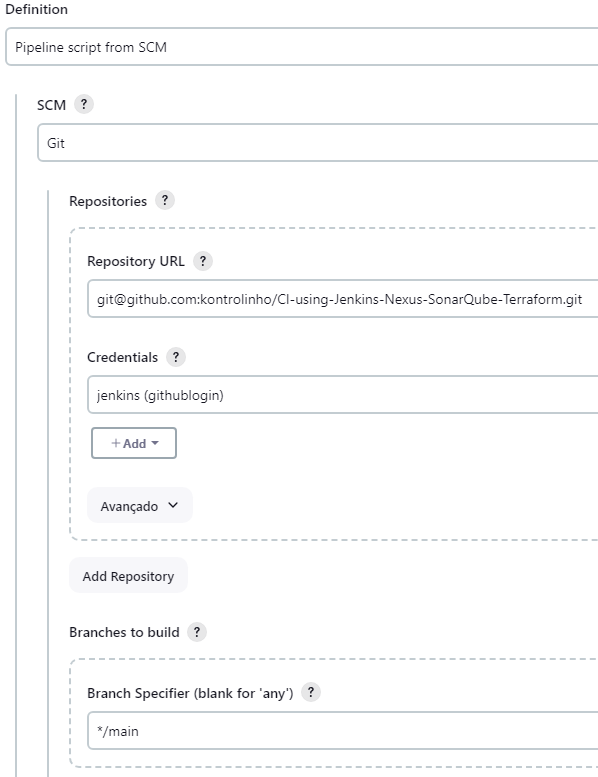 Definition
Pipeline script from SCM
SCM ?
Git
Repositories ?
Repository URL ?
git@github.com:kontrolinho/CI-using-Jenkins-Nexus-SonarQube-Terraform.git
Credentials ?
jenkins (githublogin)
+ Add
Avançado
Add Repository
Branches to build ?
Branch Specifier (blank for 'any') ?
*/main